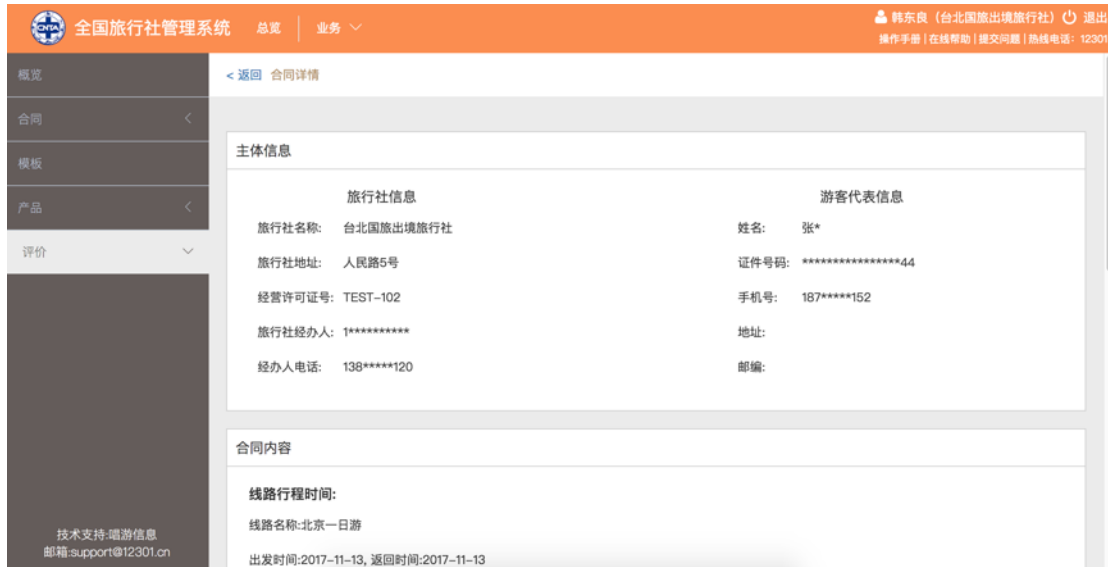 CNTA 全国旅行社管理系统 总览 业务 韩东良（台北国旅出境旅行社） 退出
操作手册|在线帮助|提交问题|热线电话：12301
概览
合同
模板
产品
评价
技术支持:唱游信息
邮箱:support@12301.cn
< 返回 合同详情
主体信息
旅行社信息 游客代表信息
旅行社名称: 台北国旅出境旅行社 姓名: 张*
旅行社地址: 人民路5号 证件号码: ****************44
经营许可证号: TEST-102 手机号: 187*****152
旅行社经办人: 1********** 地址:
经办人电话: 138*****120 邮编:
合同内容
线路行程时间:
线路名称:北京一日游
出发时间:2017-11-13, 返回时间:2017-11-13